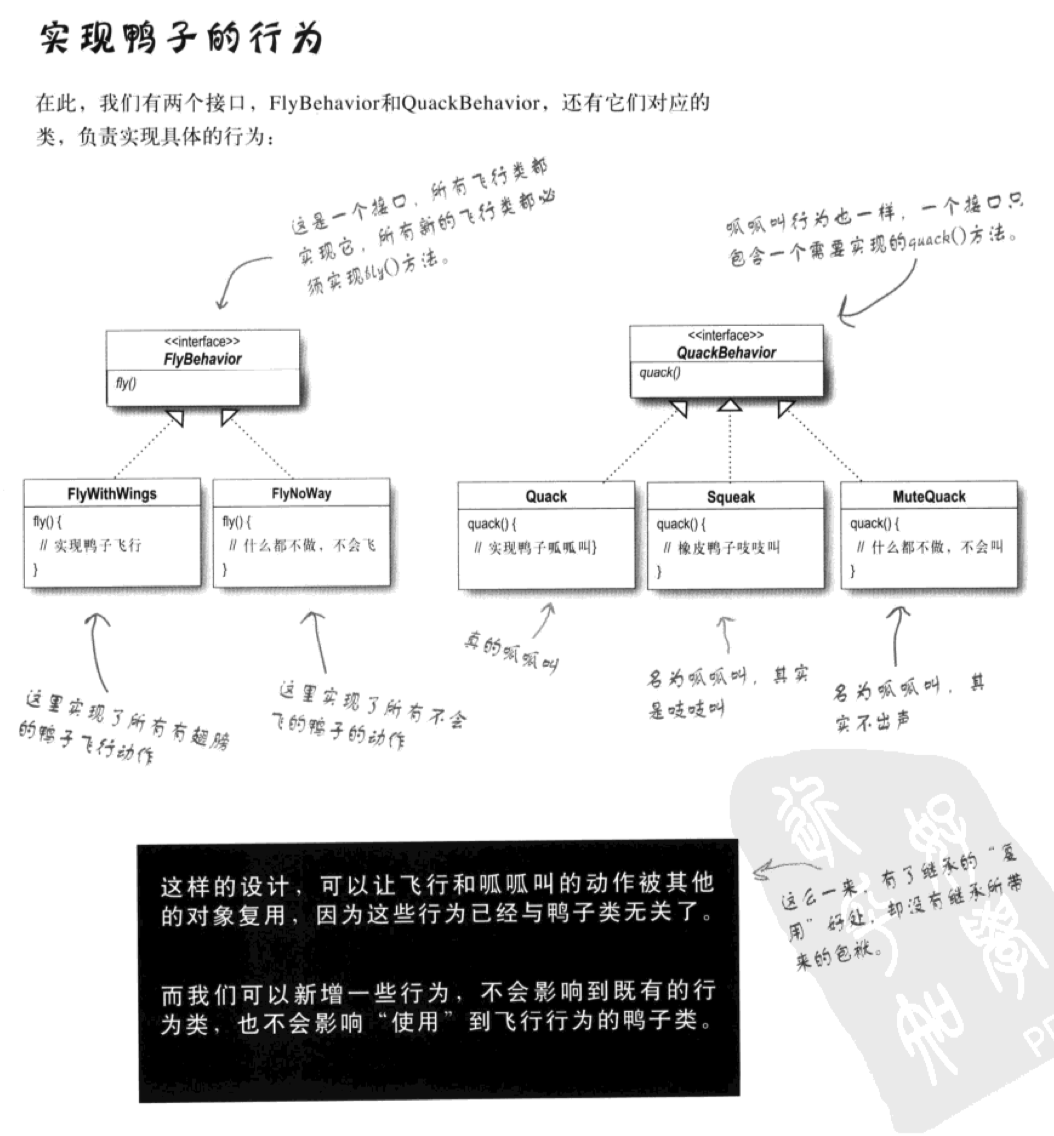 实现鸭子的行为
在此，我们有两个接口，FlyBehavior和QuackBehavior，还有它们对应的
类，负责实现具体的行为：
这是一个接口，所有飞行类都
实现它，所有新的飞行类都必
须实现fly()方法。
呱呱叫行为也一样，一个接口只
包含一个需要实现的quack()方法。
<<interface>>
FlyBehavior
fly()
<<interface>>
QuackBehavior
quack()
FlyWithWings
fly() {
// 实现鸭子飞行
}
FlyNoWay
fly() {
// 什么都不做，不会飞
}
Quack
quack() {
// 实现鸭子呱呱叫}
Squeak
quack() {
// 橡皮鸭子吱吱叫
}
MuteQuack
quack() {
// 什么都不做，不会叫
}
这里实现了所有有翅膀
的鸭子飞行动作
这里实现了所有不会
飞的鸭子的动作
真的呱呱叫
名为呱呱叫，其实
是吱吱叫
名为呱呱叫，其
实不出声
这样的设计，可以让飞行和呱呱叫的动作被其他
的对象复用，因为这些行为已经与鸭子类无关了。
而我们可以新增一些行为，不会影响到既有的行
为类，也不会影响“使用”到飞行行为的鸭子类。
这么一来，有了继承的“复
用”好处，却没有继承所带
来的包袱。